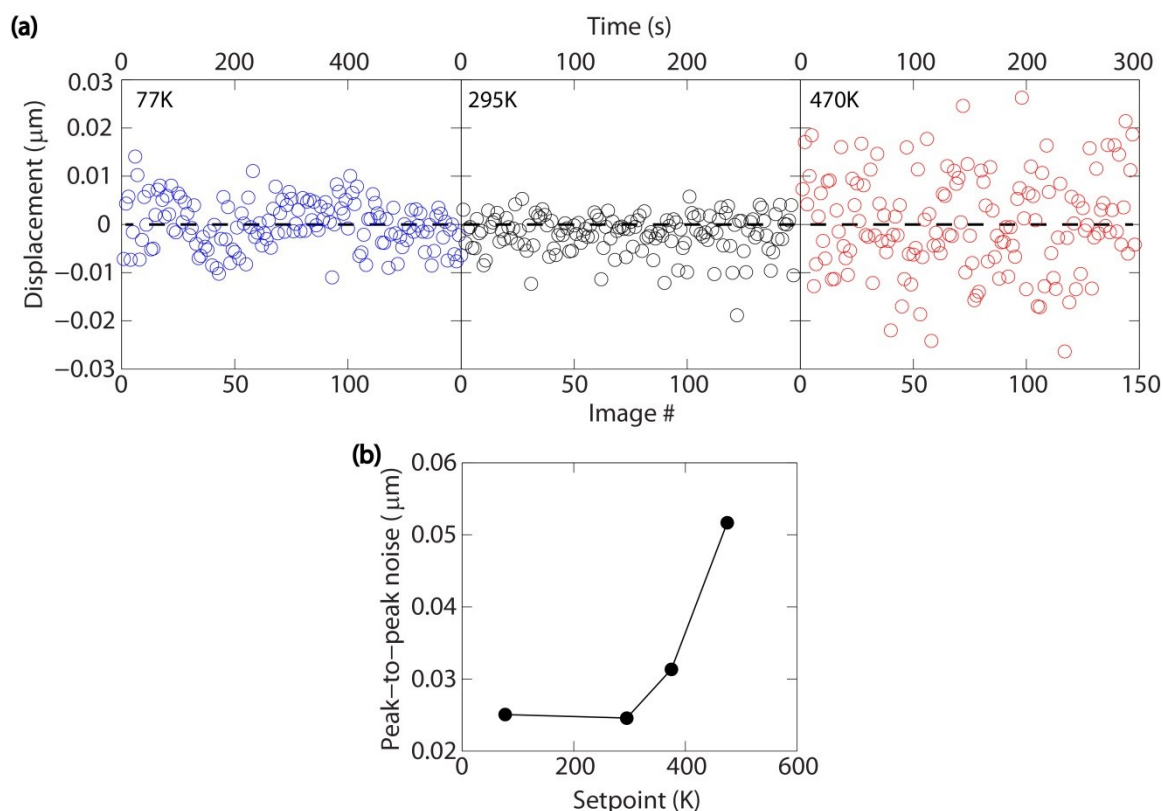 (a)
Time (s)
0 200 400 0 100 200 0 100 200 300
0.03
0.02
0.01
0
−0.01
−0.02
−0.03
Displacement (μm)
77K 295K 470K
0 50 100 0 50 100 0 50 100 150
Image #
(b)
0.06
0.05
0.04
0.03
0.02
Peak−to−peak noise (μm)
0 200 400 600
Setpoint (K)